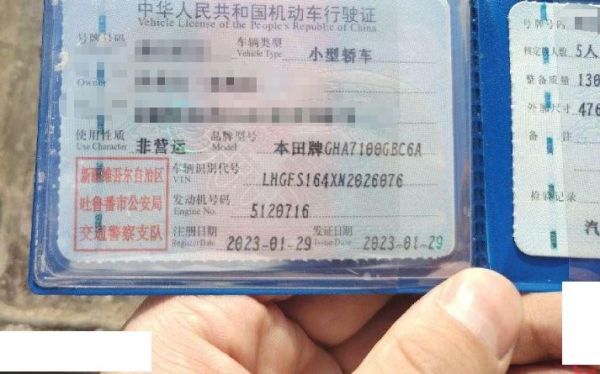 中华人民共和国机动车行驶证
Vehicle License of the People's Republic of China
号牌号码
车辆类型 小型轿车
Vehicle Type
Owner
使用性质 非营运
Use Character
品牌型号 本田牌GHA7100GBC6A
Model
新疆维吾尔自治区
吐鲁番市公安局
交通警察支队
车辆识别代号 LHGFS164XN2026076
VIN
发动机号码 5120716
Engine No.
注册日期 2023-01-29
Register Date
发证日期 2023-01-29
Issue Date
号牌号码
核定载人数 5人
整备质量 130
外廓尺寸 476
备 注
检验记录
汽